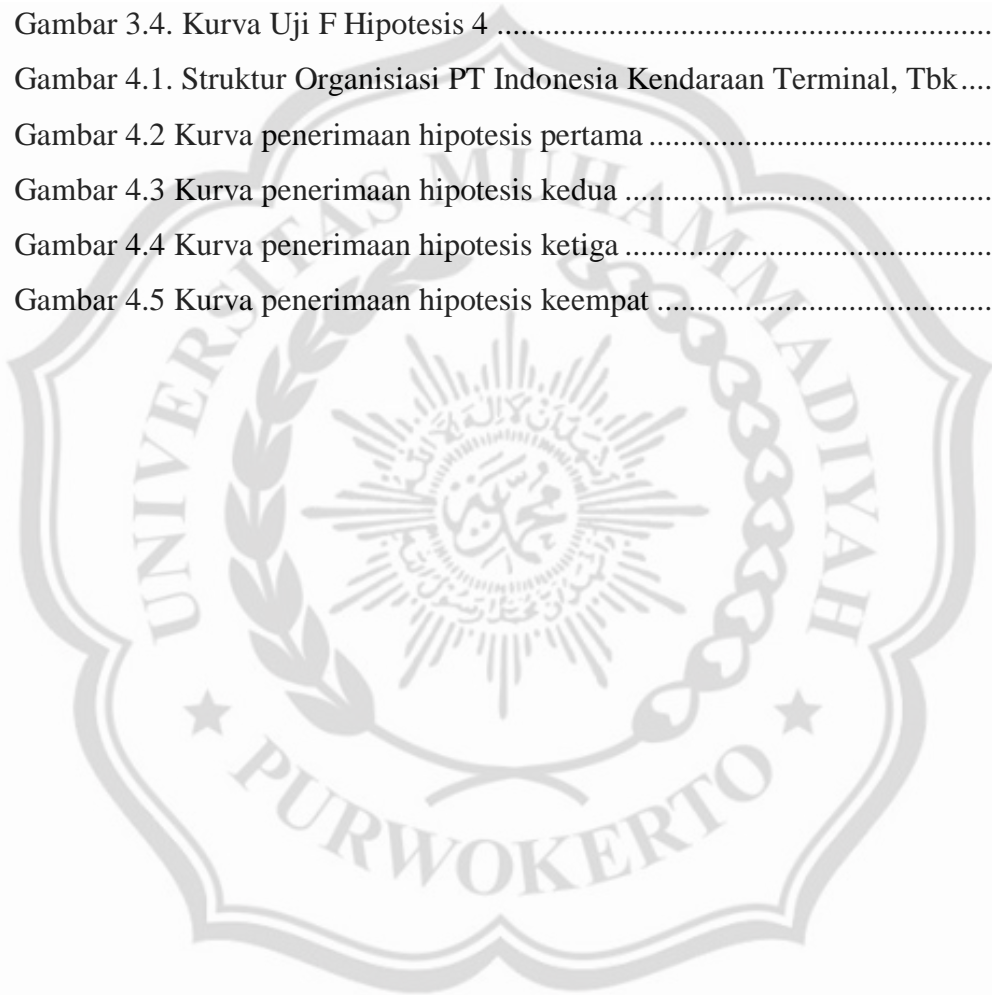 Gambar 3.4. Kurva Uji F Hipotesis 4 ......................................................................
Gambar 4.1. Struktur Organisiasi PT Indonesia Kendaraan Terminal, Tbk....
Gambar 4.2 Kurva penerimaan hipotesis pertama ................................................
Gambar 4.3 Kurva penerimaan hipotesis kedua ...................................................
Gambar 4.4 Kurva penerimaan hipotesis ketiga ...................................................
Gambar 4.5 Kurva penerimaan hipotesis keempat ...............................................
UNIVERSITAS MUHAMMADIYAH
PURWOKERTO
محمدية